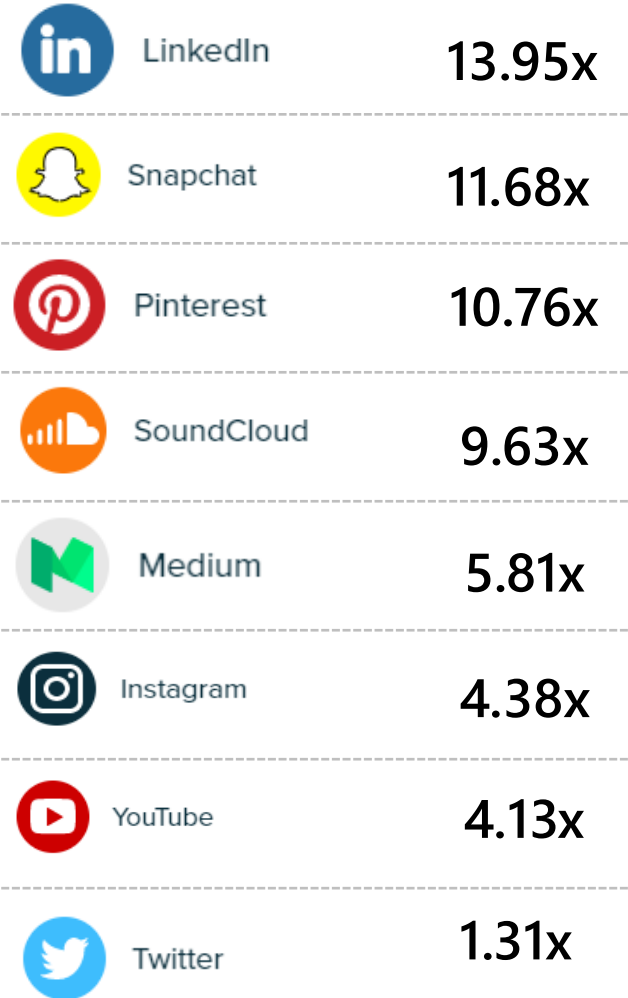 in LinkedIn 13.95x
Snapchat 11.68x
Pinterest 10.76x
SoundCloud 9.63x
Medium 5.81x
Instagram 4.38x
YouTube 4.13x
Twitter 1.31x